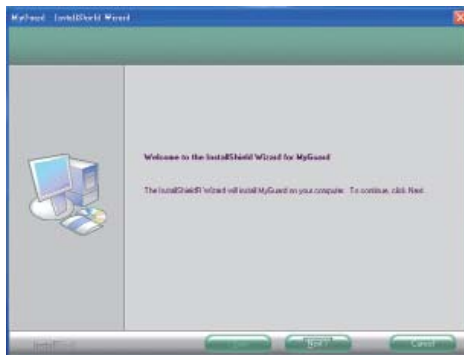 MyGuard InstallShield Wizard
Welcome to the InstallShield Wizard for MyGuard
The InstallShieldR Wizard will install MyGuard on your computer. To continue, click Next.
InstallShield
Next >
Cancel